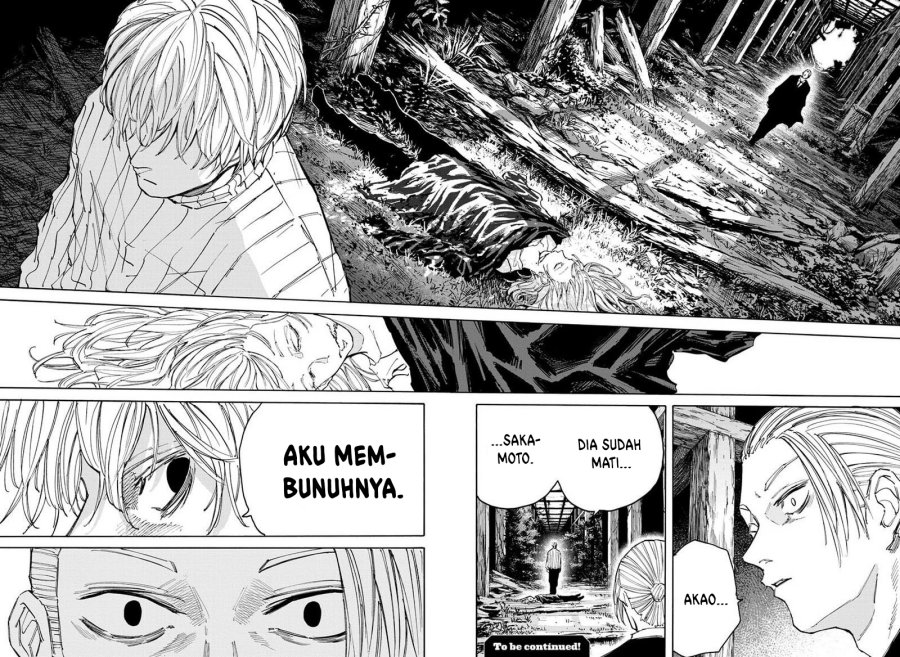 AKAO...
DIA SUDAH
MATI...
...SAKA-
MOTO.
To be continued!
AKU MEM-
BUNUHNYA.